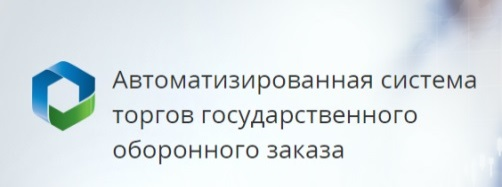 Автоматизированная система
торгов государственного
оборонного заказа